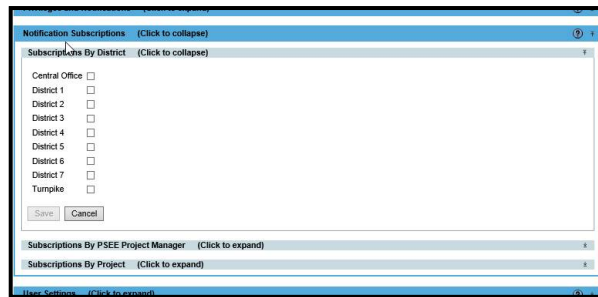 Notification Subscriptions (Click to collapse)
Subscriptions By District (Click to collapse)
Central Office
District 1
District 2
District 3
District 4
District 5
District 6
District 7
Turnpike
Save Cancel
Subscriptions By PSEE Project Manager (Click to expand)
Subscriptions By Project (Click to expand)
User Settings (Click to expand)